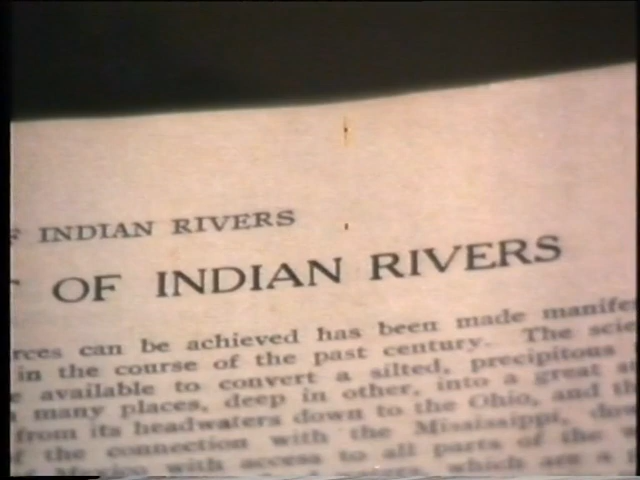 F INDIAN RIVERS
T OF INDIAN RIVERS
rces can be achieved has been made manifes
in the course of the past century. The scie
e available to convert a silted, precipitous
many places, deep in other, into a great a
from its headwaters down to the Ohio, and th
f the connection with the Mississippi,
f Mexico with access to all parts of the
which are a